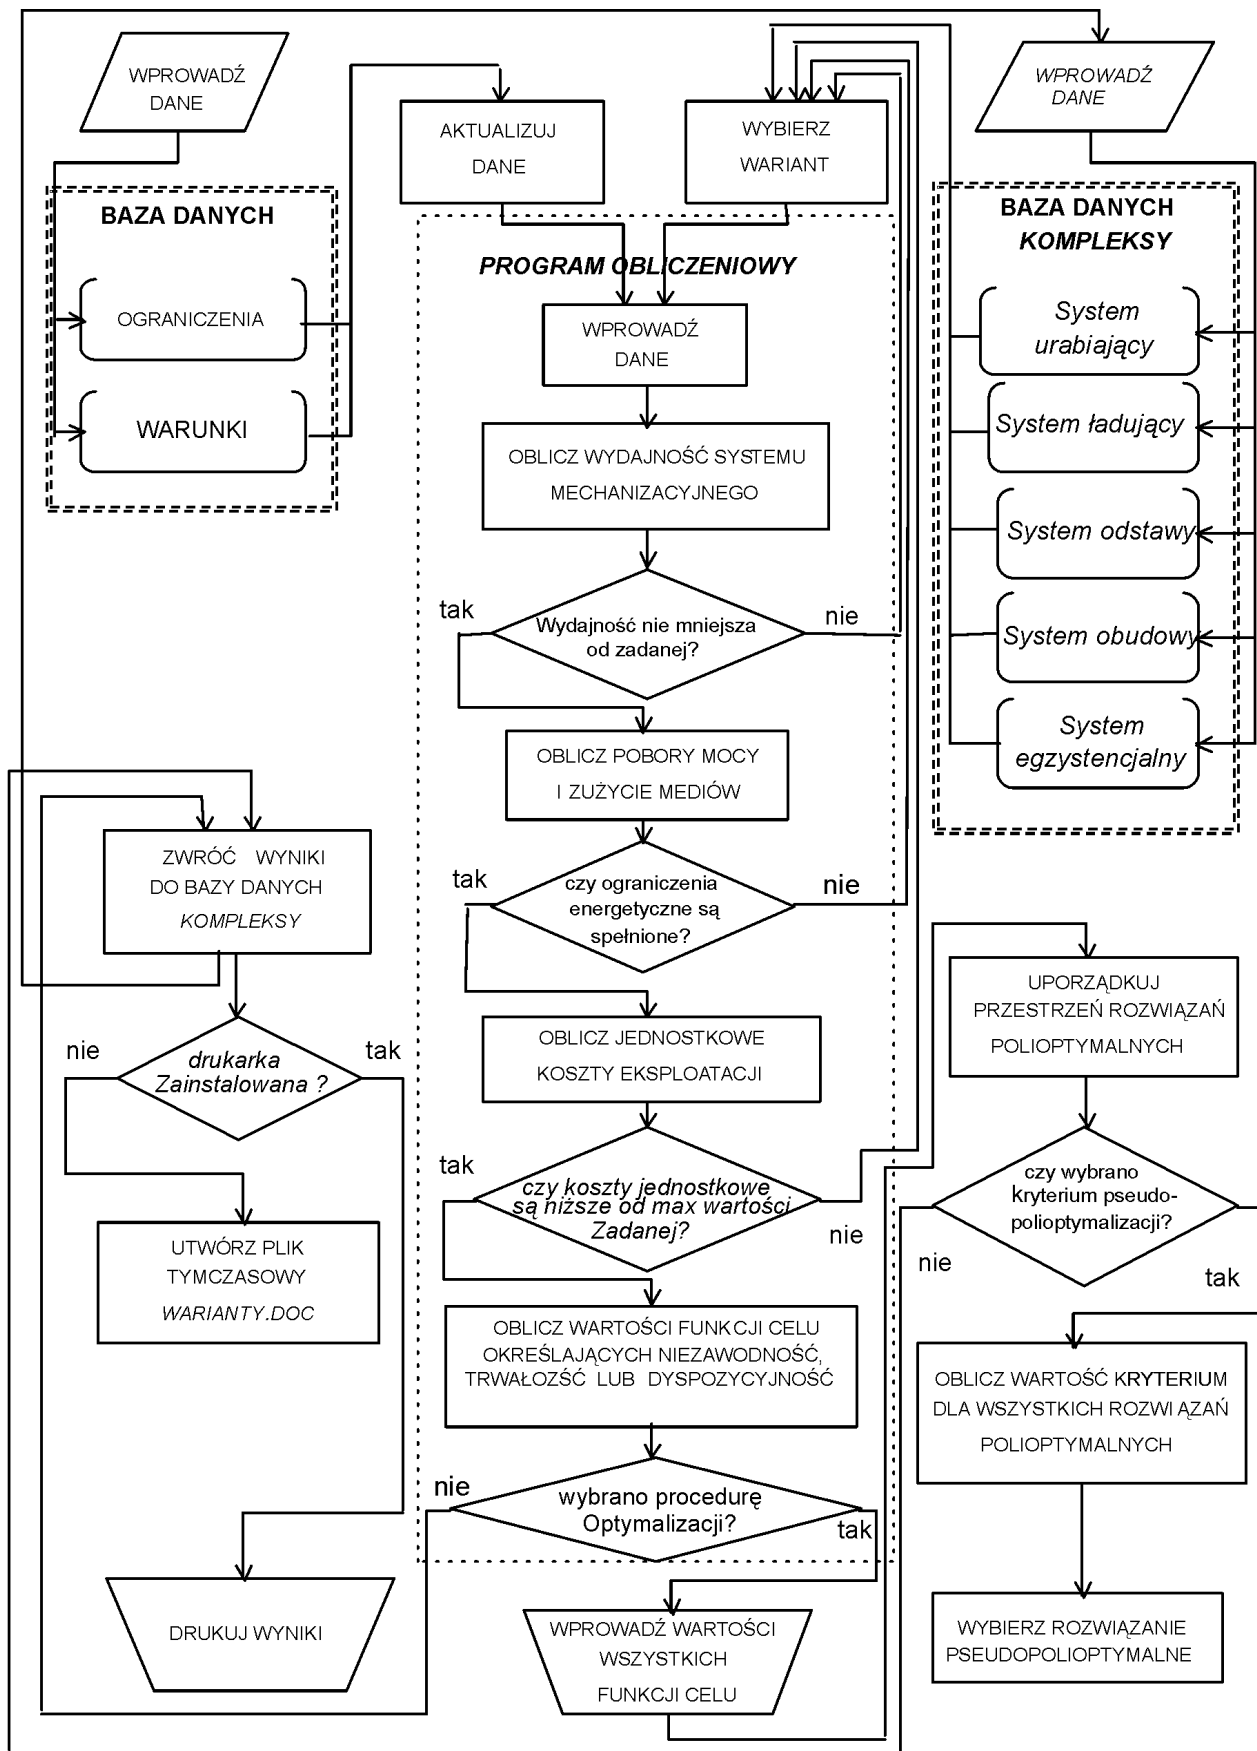 WPROWADŹ
DANE
AKTUALIZUJ
DANE
WYBIERZ
WARIANT
WPROWADŹ
DANE
BAZA DANYCH
OGRANICZENIA
WARUNKI
BAZA DANYCH
KOMPLEKSY
System
urabiający
System ładujący
System odstawy
System obudowy
System
egzystencjalny
PROGRAM OBLICZENIOWY
WPROWADŹ
DANE
OBLICZ WYDAJNOŚĆ SYSTEMU
MECHANIZACYJNEGO
tak
nie
Wydajność nie mniejsza
od zadanej?
OBLICZ POBORY MOCY
I ZUŻYCIE MEDIÓW
tak
nie
czy ograniczenia
energetyczne są
spełnione?
OBLICZ JEDNOSTKOWE
KOSZTY EKSPLOATACJI
tak
nie
czy koszty jednostkowe
są niższe od max wartości
Zadanej?
OBLICZ WARTOŚCI FUNKCJI CELU
OKREŚLAJĄCYCH NIEZAWODNOŚĆ,
TRWAŁOZŚĆ LUB DYSPOZYCYJNOŚĆ
nie
tak
wybrano procedurę
Optymalizacji?
WPROWADŹ WARTOŚCI
WSZYSTKICH
FUNKCJI CELU
ZWRÓĆ WYNIKI
DO BAZY DANYCH
KOMPLEKSY
nie
tak
drukarka
Zainstalowana ?
UTWÓRZ PLIK
TYMCZASOWY
WARIANTY.DOC
DRUKUJ WYNIKI
UPORZĄDKUJ
PRZESTRZEŃ ROZWIĄZAŃ
POLIOPTYMALNYCH
czy wybrano
kryterium pseudo-
polioptymalizacji?
nie
tak
OBLICZ WARTOŚĆ KRYTERIUM
DLA WSZYSTKICH ROZWIĄZAŃ
POLIOPTYMALNYCH
WYBIERZ ROZWIĄZANIE
PSEUDOPOLIOPTYMALNE